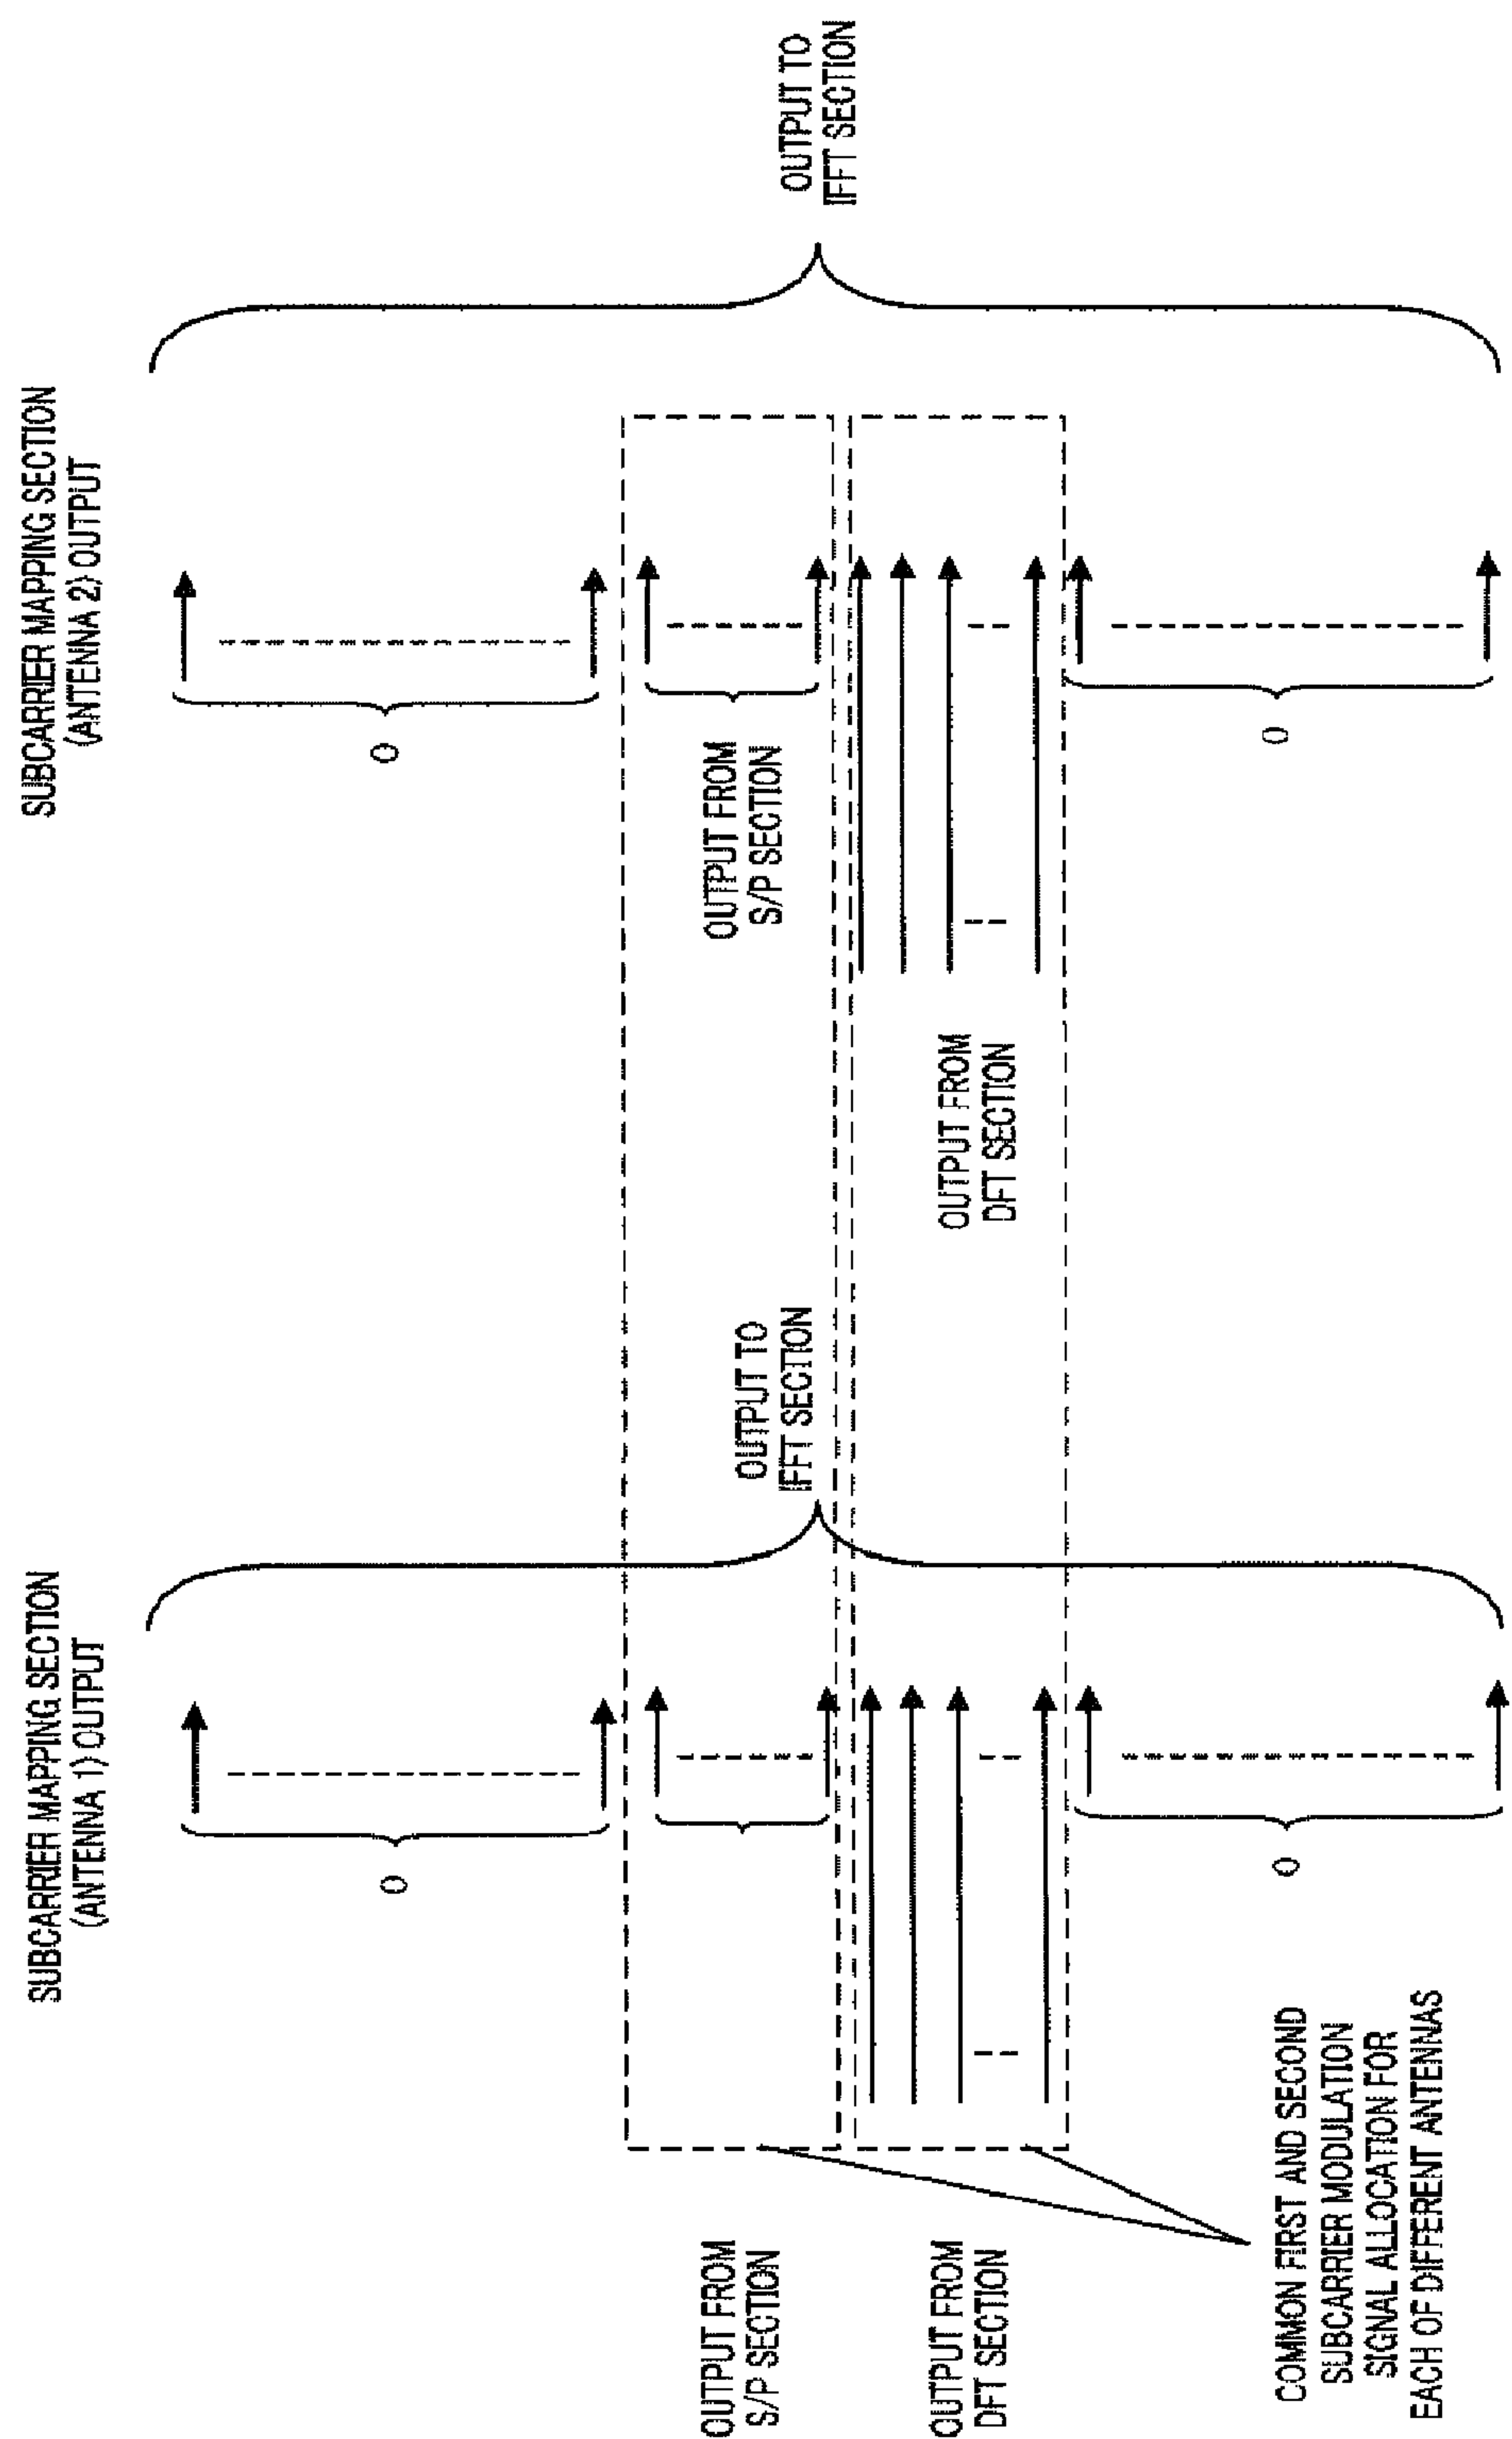 SUBCARRIER MAPPING SECTION
(ANTENNA 1) OUTPUT
0
OUTPUT FROM
S/P SECTION
OUTPUT FROM
DFT SECTION
0
COMMON FIRST AND SECOND
SUBCARRIER MODULATION
SIGNAL ALLOCATION FOR
EACH OF DIFFERENT ANTENNAS
OUTPUT TO
IFFT SECTION
SUBCARRIER MAPPING SECTION
(ANTENNA 2) OUTPUT
0
OUTPUT FROM
S/P SECTION
OUTPUT FROM
DFT SECTION
0
OUTPUT TO
IFFT SECTION